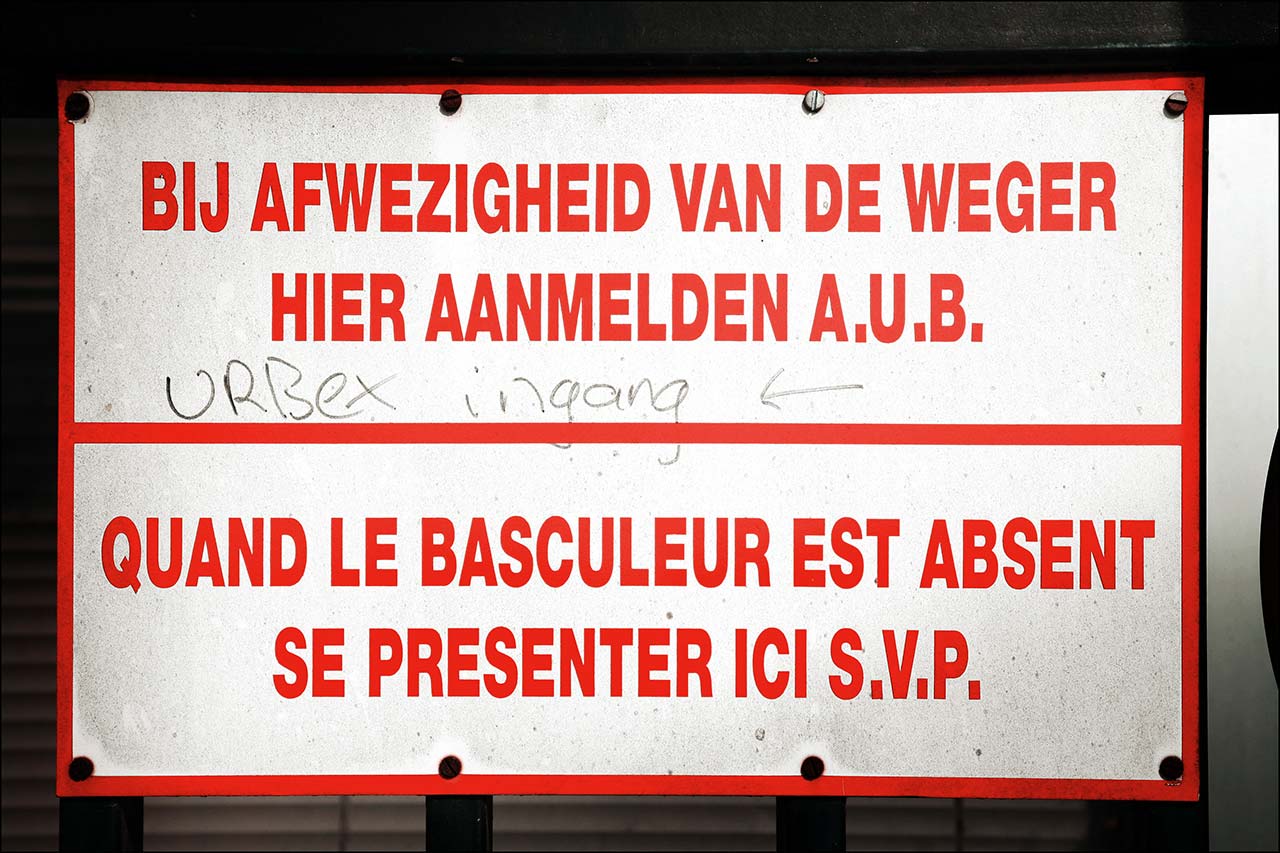 BIJ AFWEZIGHEID VAN DE WEGER
HIER AANMELDEN A.U.B.
URBex ingang ←
QUAND LE BASCULEUR EST ABSENT
SE PRESENTER ICI S.V.P.